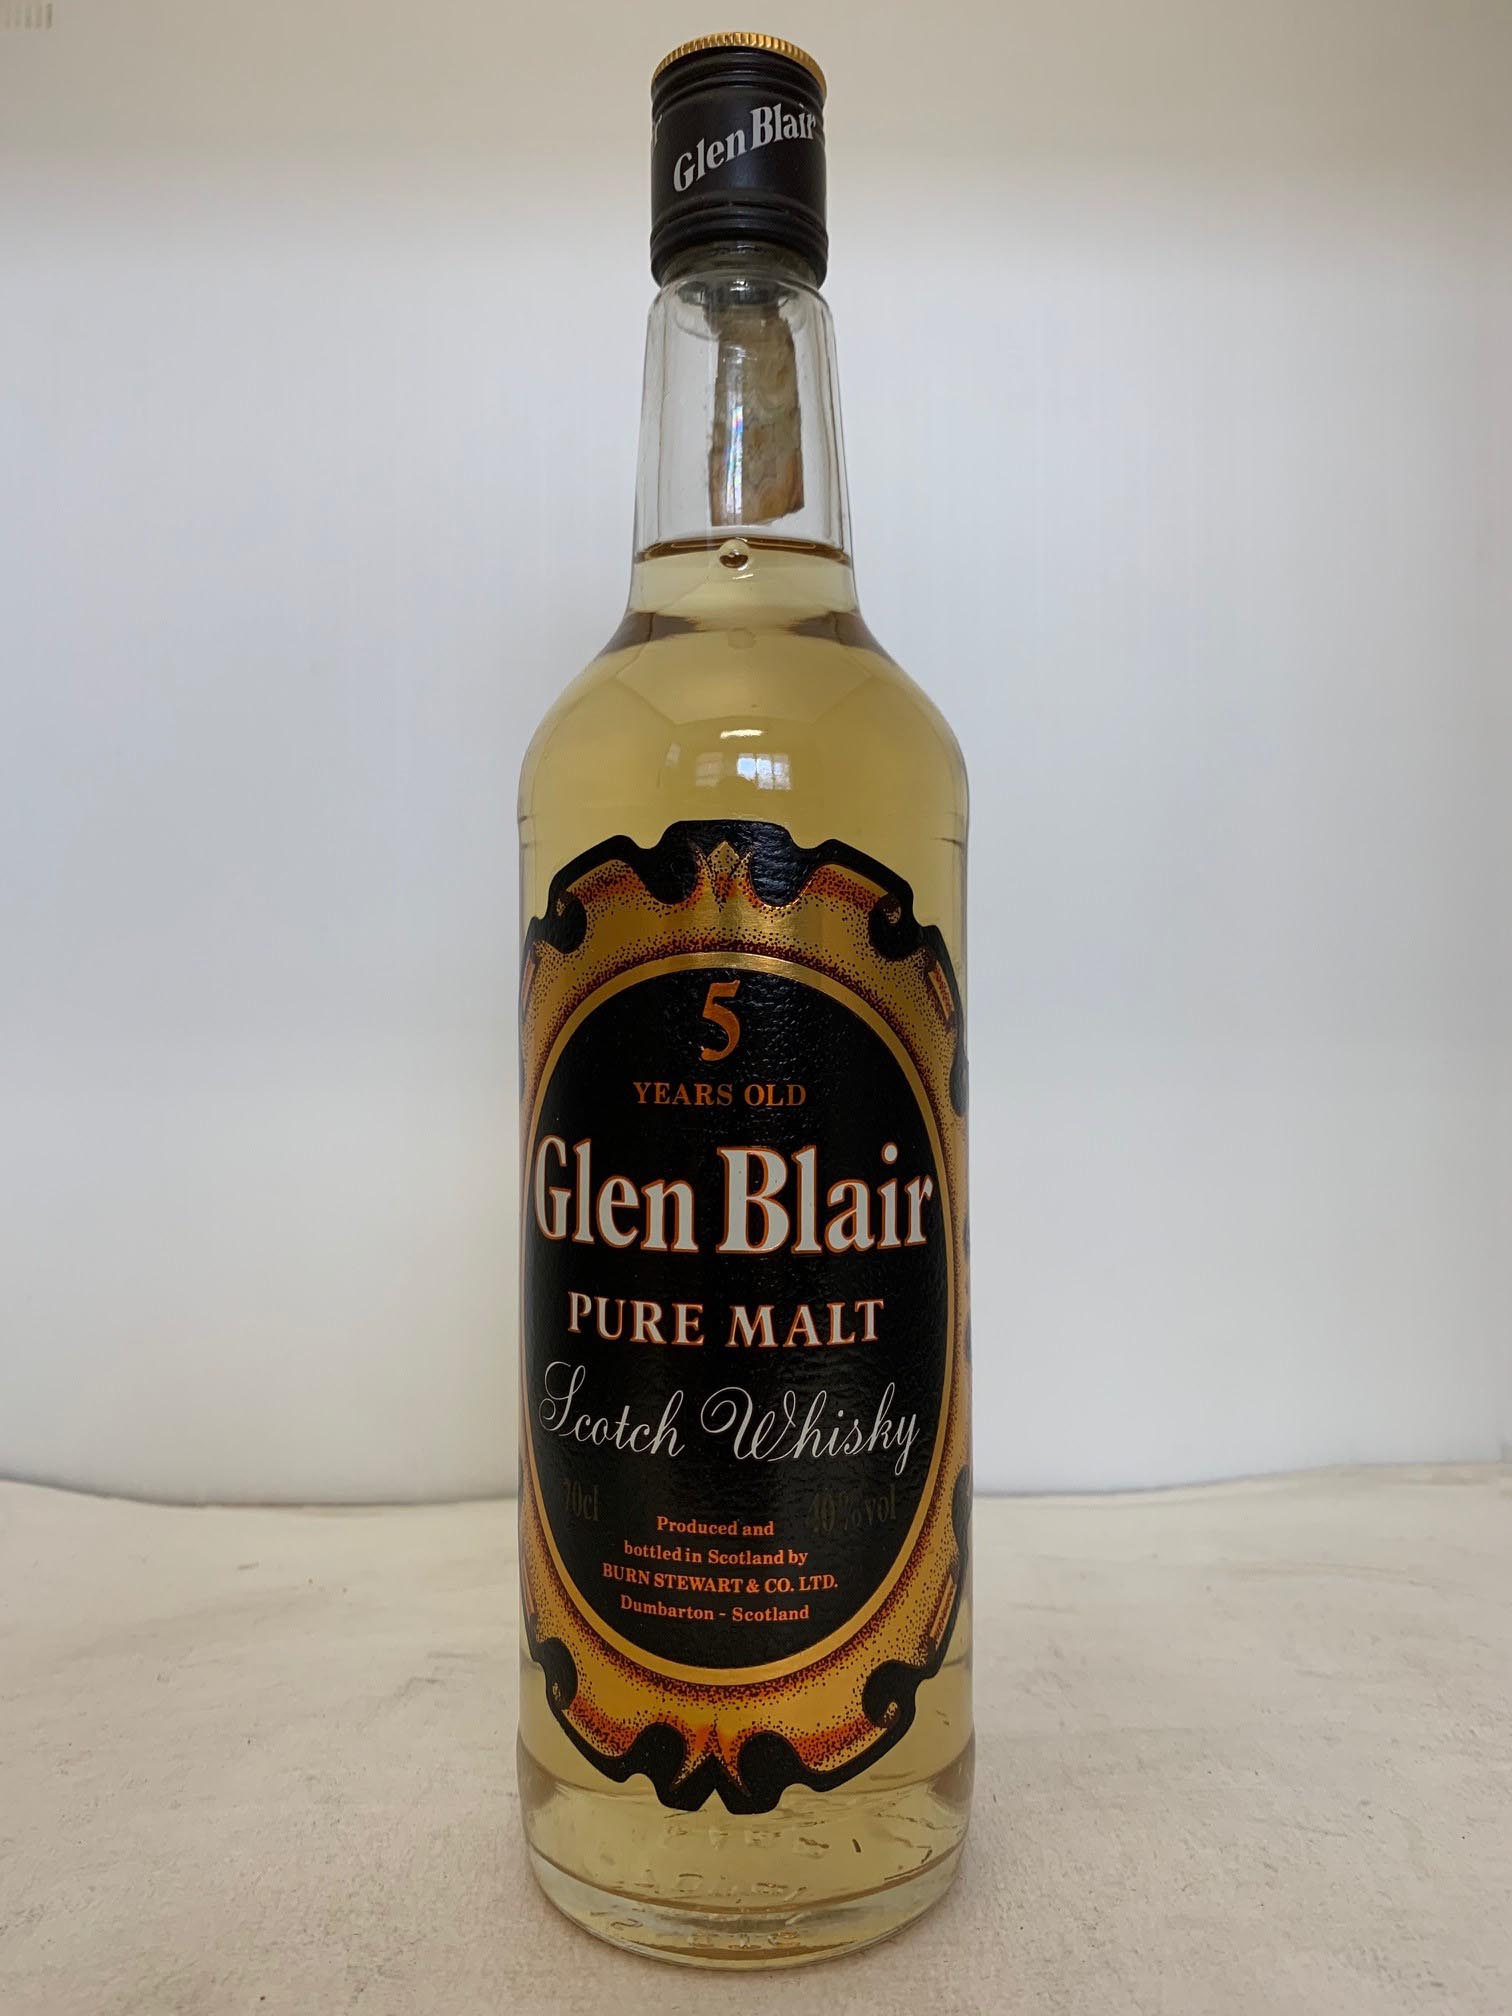 Glen Blair
5
YEARS OLD
Glen Blair
PURE MALT
Scotch Whisky
70cl 40% vol
Produced and
bottled in Scotland by
BURN STEWART & CO. LTD.
Dumbarton - Scotland